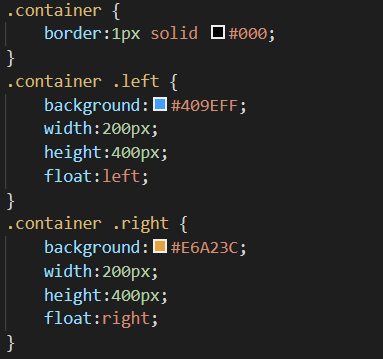 .container {
border:1px solid #000;
}
.container .left {
background:#409EFF;
width:200px;
height:400px;
float:left;
}
.container .right {
background:#E6A23C;
width:200px;
height:400px;
float:right;
}